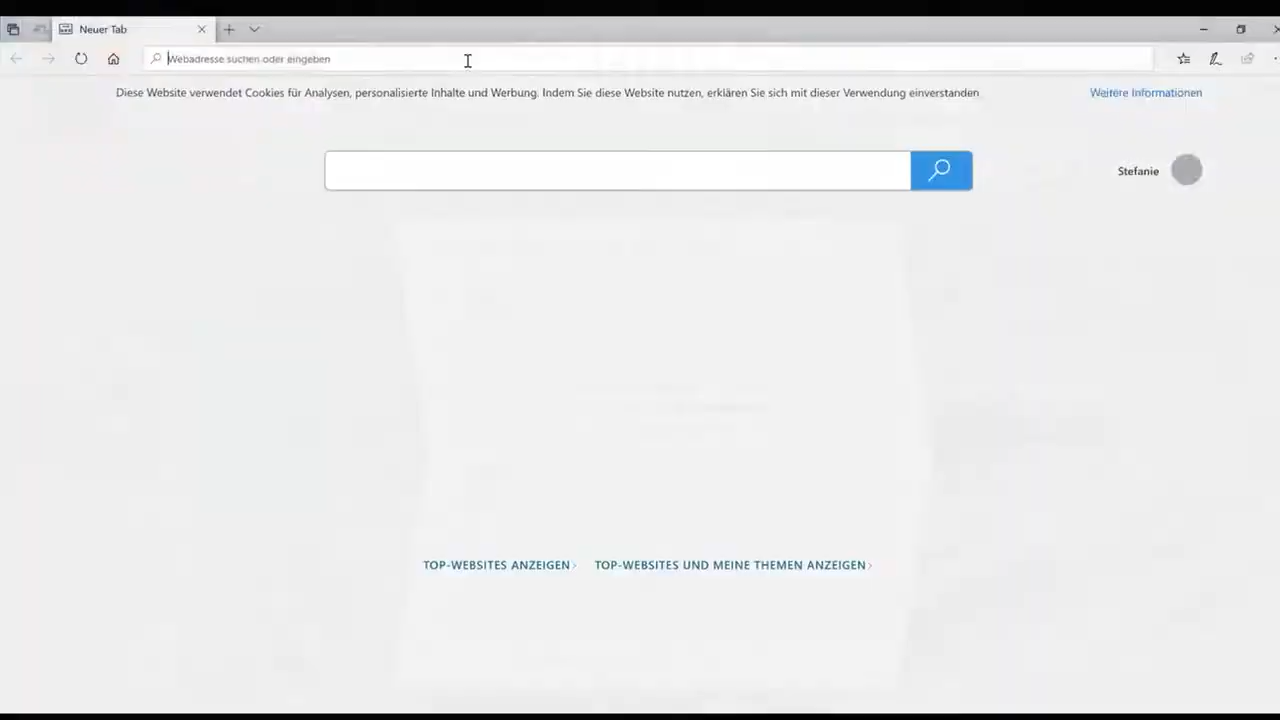 Neuer Tab
Webadresse suchen oder eingeben
Diese Website verwendet Cookies für Analysen, personalisierte Inhalte und Werbung. Indem Sie diese Website nutzen, erklären Sie sich mit dieser Verwendung einverstanden
Weitere Informationen
Stefanie
TOP-WEBSITES ANZEIGEN
TOP-WEBSITES UND MEINE THEMEN ANZEIGEN